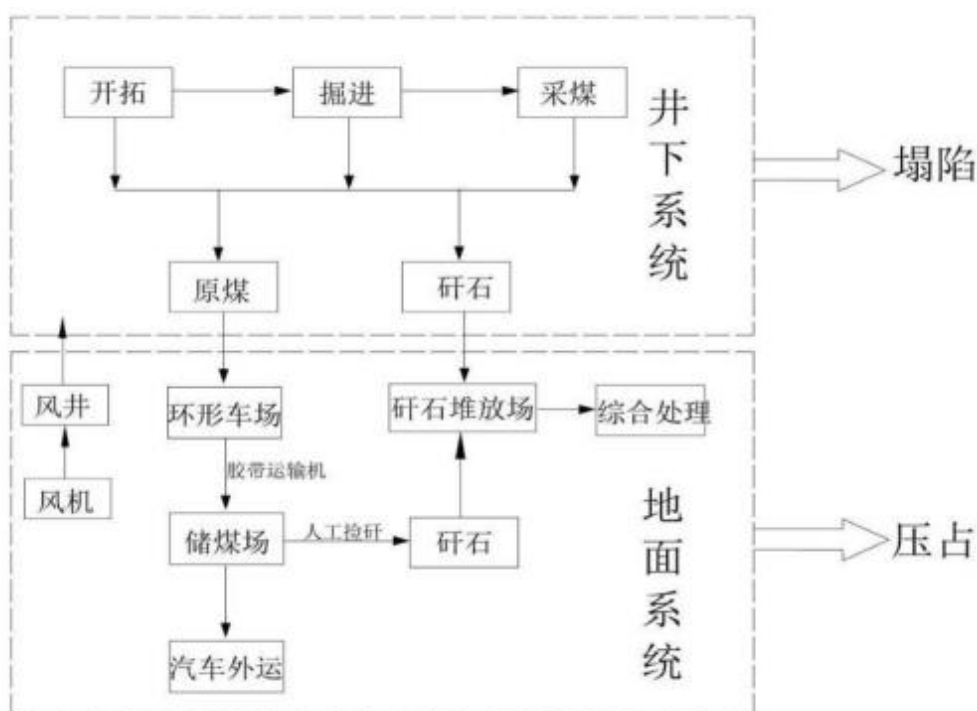 开拓
掘进
采煤
井下系统
塌陷
原煤
矸石
风井
环形车场
矸石堆放场
综合处理
胶带运输机
风机
储煤场
人工捡矸
矸石
地面系统
压占
汽车外运